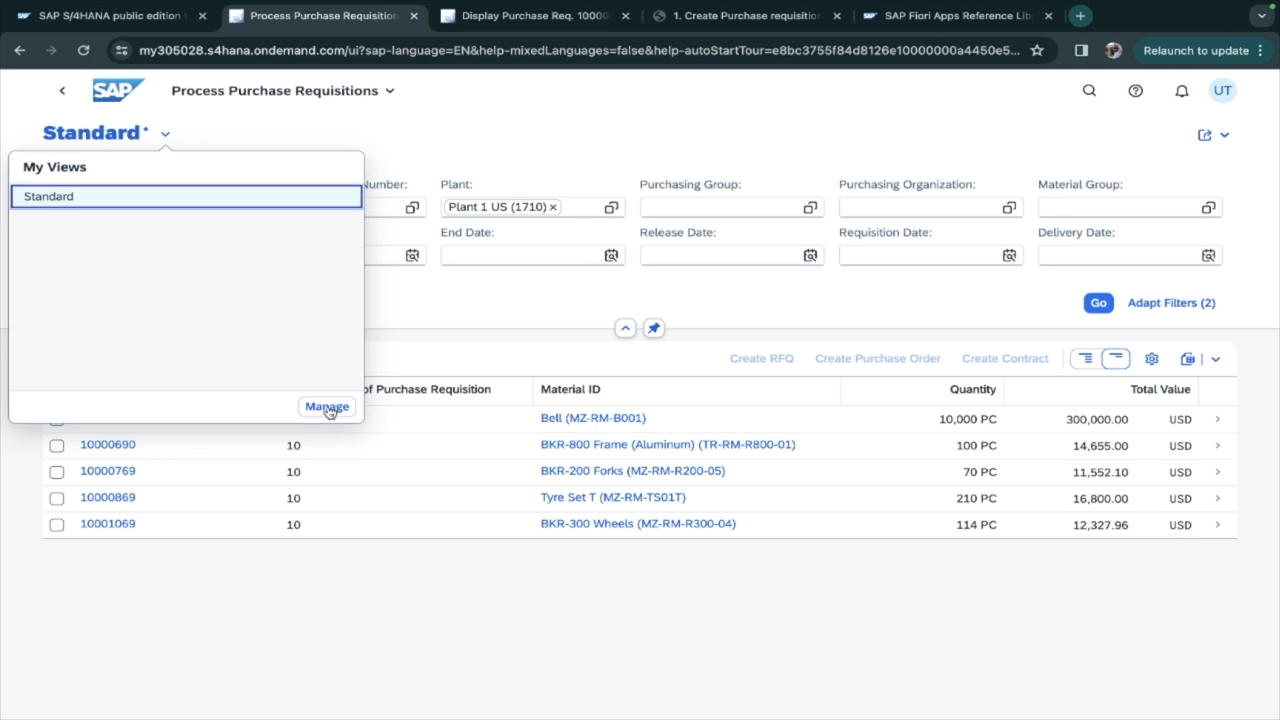 SAP S/4HANA public edition
Process Purchase Requisition
Display Purchase Req. 10000
1. Create Purchase requisition
SAP Fiori Apps Reference Lib
my305028.s4hana.ondemand.com/ui?sap-language=EN&help-mixedLanguages=false&help-autoStartTour=e8bc3755f84d8126e10000000a4450e5...
Relaunch to update
SAP
Process Purchase Requisitions
UT
Standard*
My Views
Standard
Manage
Number:
Plant:
Purchasing Group:
Purchasing Organization:
Material Group:
Plant 1 US (1710) ×
End Date:
Release Date:
Requisition Date:
Delivery Date:
Go
Adapt Filters (2)
Create RFQ
Create Purchase Order
Create Contract
of Purchase Requisition
Material ID
Quantity
Total Value
Bell (MZ-RM-B001) 10,000 PC 300,000.00 USD
10000690 10 BKR-800 Frame (Aluminum) (TR-RM-R800-01) 100 PC 14,655.00 USD
10000769 10 BKR-200 Forks (MZ-RM-R200-05) 70 PC 11,552.10 USD
10000869 10 Tyre Set T (MZ-RM-TS01T) 210 PC 16,800.00 USD
10001069 10 BKR-300 Wheels (MZ-RM-R300-04) 114 PC 12,327.96 USD